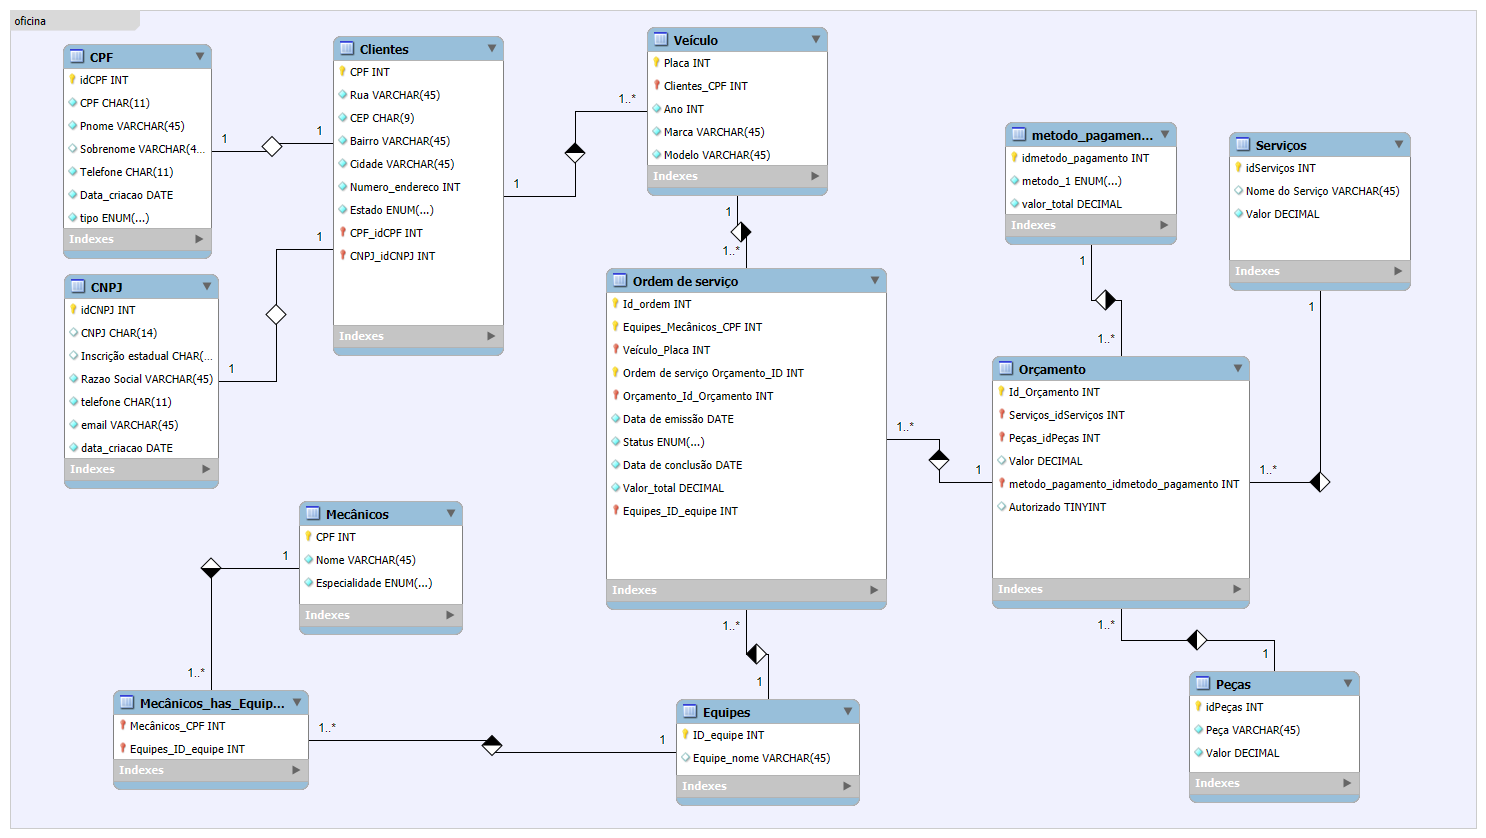 oficina
CPF
idCPF INT
CPF CHAR(11)
Pnome VARCHAR(45)
Sobrenome VARCHAR(4...
Telefone CHAR(11)
Data_criacao DATE
tipo ENUM(...)
Indexes
1
1
Clientes
CPF INT
Rua VARCHAR(45)
CEP CHAR(9)
Bairro VARCHAR(45)
Cidade VARCHAR(45)
Numero_endereco INT
Estado ENUM(...)
CPF_idCPF INT
CNPJ_idCNPJ INT
Indexes
1
1..*
Veículo
Placa INT
Clientes_CPF INT
Ano INT
Marca VARCHAR(45)
Modelo VARCHAR(45)
Indexes
1
1..*
metodo_pagamen...
idmetodo_pagamento INT
metodo_1 ENUM(...)
valor_total DECIMAL
Indexes
1
1..*
Serviços
idServiços INT
Nome do Serviço VARCHAR(45)
Valor DECIMAL
Indexes
1
1..*
CNPJ
idCNPJ INT
CNPJ CHAR(14)
Inscrição estadual CHAR(...
Razao Social VARCHAR(45)
telefone CHAR(11)
email VARCHAR(45)
data_criacao DATE
Indexes
1
1
Ordem de serviço
Id_ordem INT
Equipes_Mecânicos_CPF INT
Veículo_Placa INT
Ordem de serviço Orçamento_ID INT
Orçamento_Id_Orçamento INT
Data de emissão DATE
Status ENUM(...)
Data de conclusão DATE
Valor_total DECIMAL
Equipes_ID_equipe INT
Indexes
1..*
1
Orçamento
Id_Orçamento INT
Serviços_idServiços INT
Peças_idPeças INT
Valor DECIMAL
metodo_pagamento_idmetodo_pagamento INT
Autorizado TINYINT
Indexes
1..*
1
Mecânicos
CPF INT
Nome VARCHAR(45)
Especialidade ENUM(...)
Indexes
1
1..*
Mecânicos_has_Equip...
Mecânicos_CPF INT
Equipes_ID_equipe INT
Indexes
1..*
1
1..*
1
Equipes
ID_equipe INT
Equipe_nome VARCHAR(45)
Indexes
Peças
idPeças INT
Peça VARCHAR(45)
Valor DECIMAL
Indexes